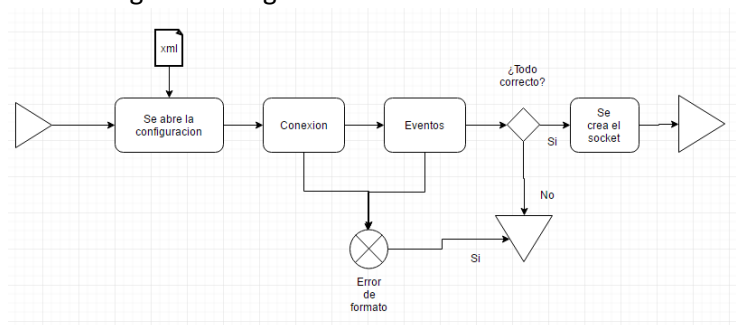 xml
¿Todo
correcto?
Se abre la
configuracion
Conexion
Eventos
Si
Se
crea el
socket
No
Si
Error
de
formato